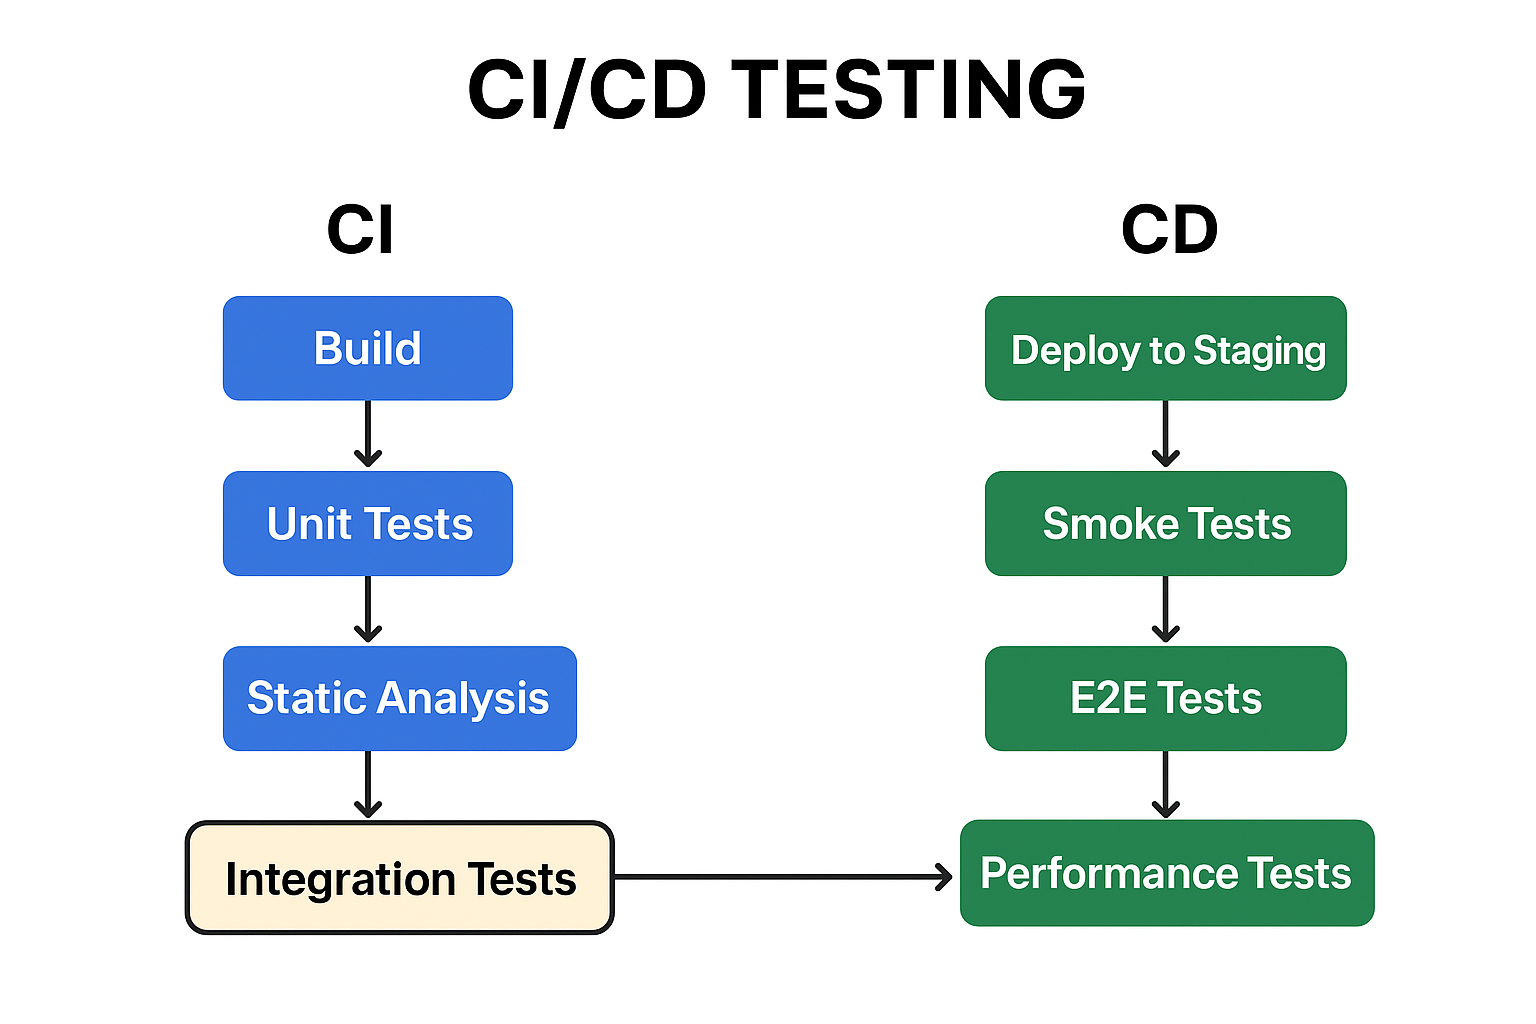 CI/CD TESTING
CI
Build
Unit Tests
Static Analysis
Integration Tests
CD
Deploy to Staging
Smoke Tests
E2E Tests
Performance Tests